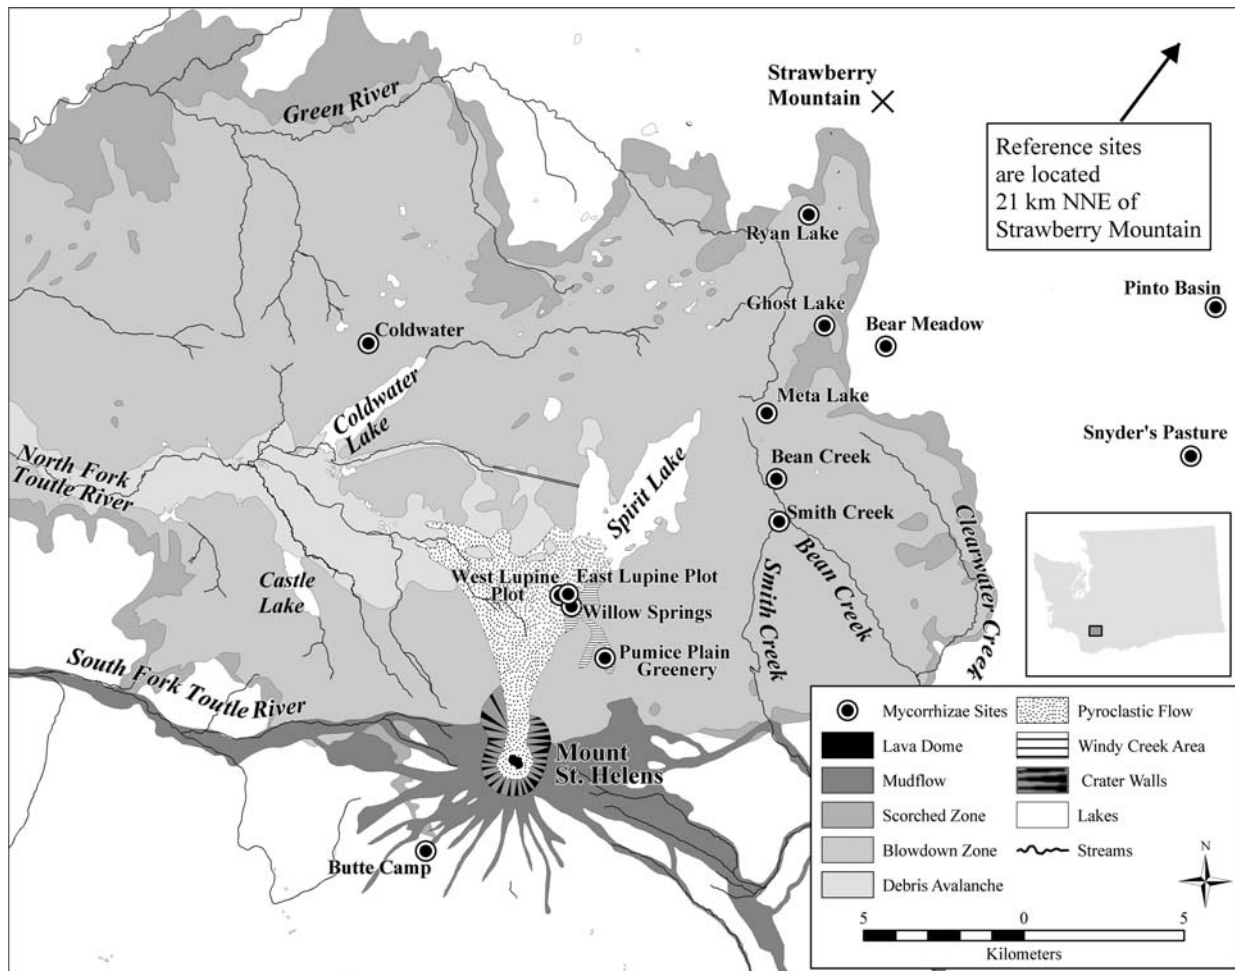 Strawberry
Mountain
Green River
Reference sites
are located
21 km NNE of
Strawberry Mountain
Ryan Lake
Pinto Basin
Ghost Lake
Bear Meadow
Coldwater
Coldwater
Lake
Meta Lake
Snyder's Pasture
North Fork
Toutle River
Bean Creek
Spirit Lake
Smith Creek
Clearwater Creek
Bean Creek
Smith Creek
Castle
Lake
West Lupine
Plot
East Lupine Plot
Willow Springs
Pumice Plain
Greenery
South Fork Toutle River
Mount
St. Helens
Butte Camp
Mycorrhizae Sites
Lava Dome
Mudflow
Scorched Zone
Blowdown Zone
Debris Avalanche
Pyroclastic Flow
Windy Creek Area
Crater Walls
Lakes
Streams
N
5 0 5
Kilometers